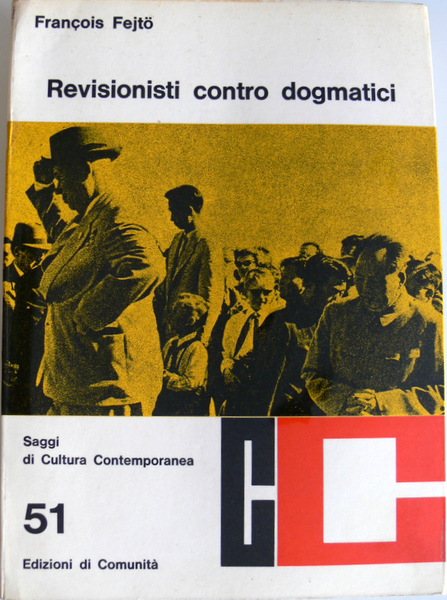 François Fejtö
Revisionisti contro dogmatici
Saggi
di Cultura Contemporanea
51
Edizioni di Comunità